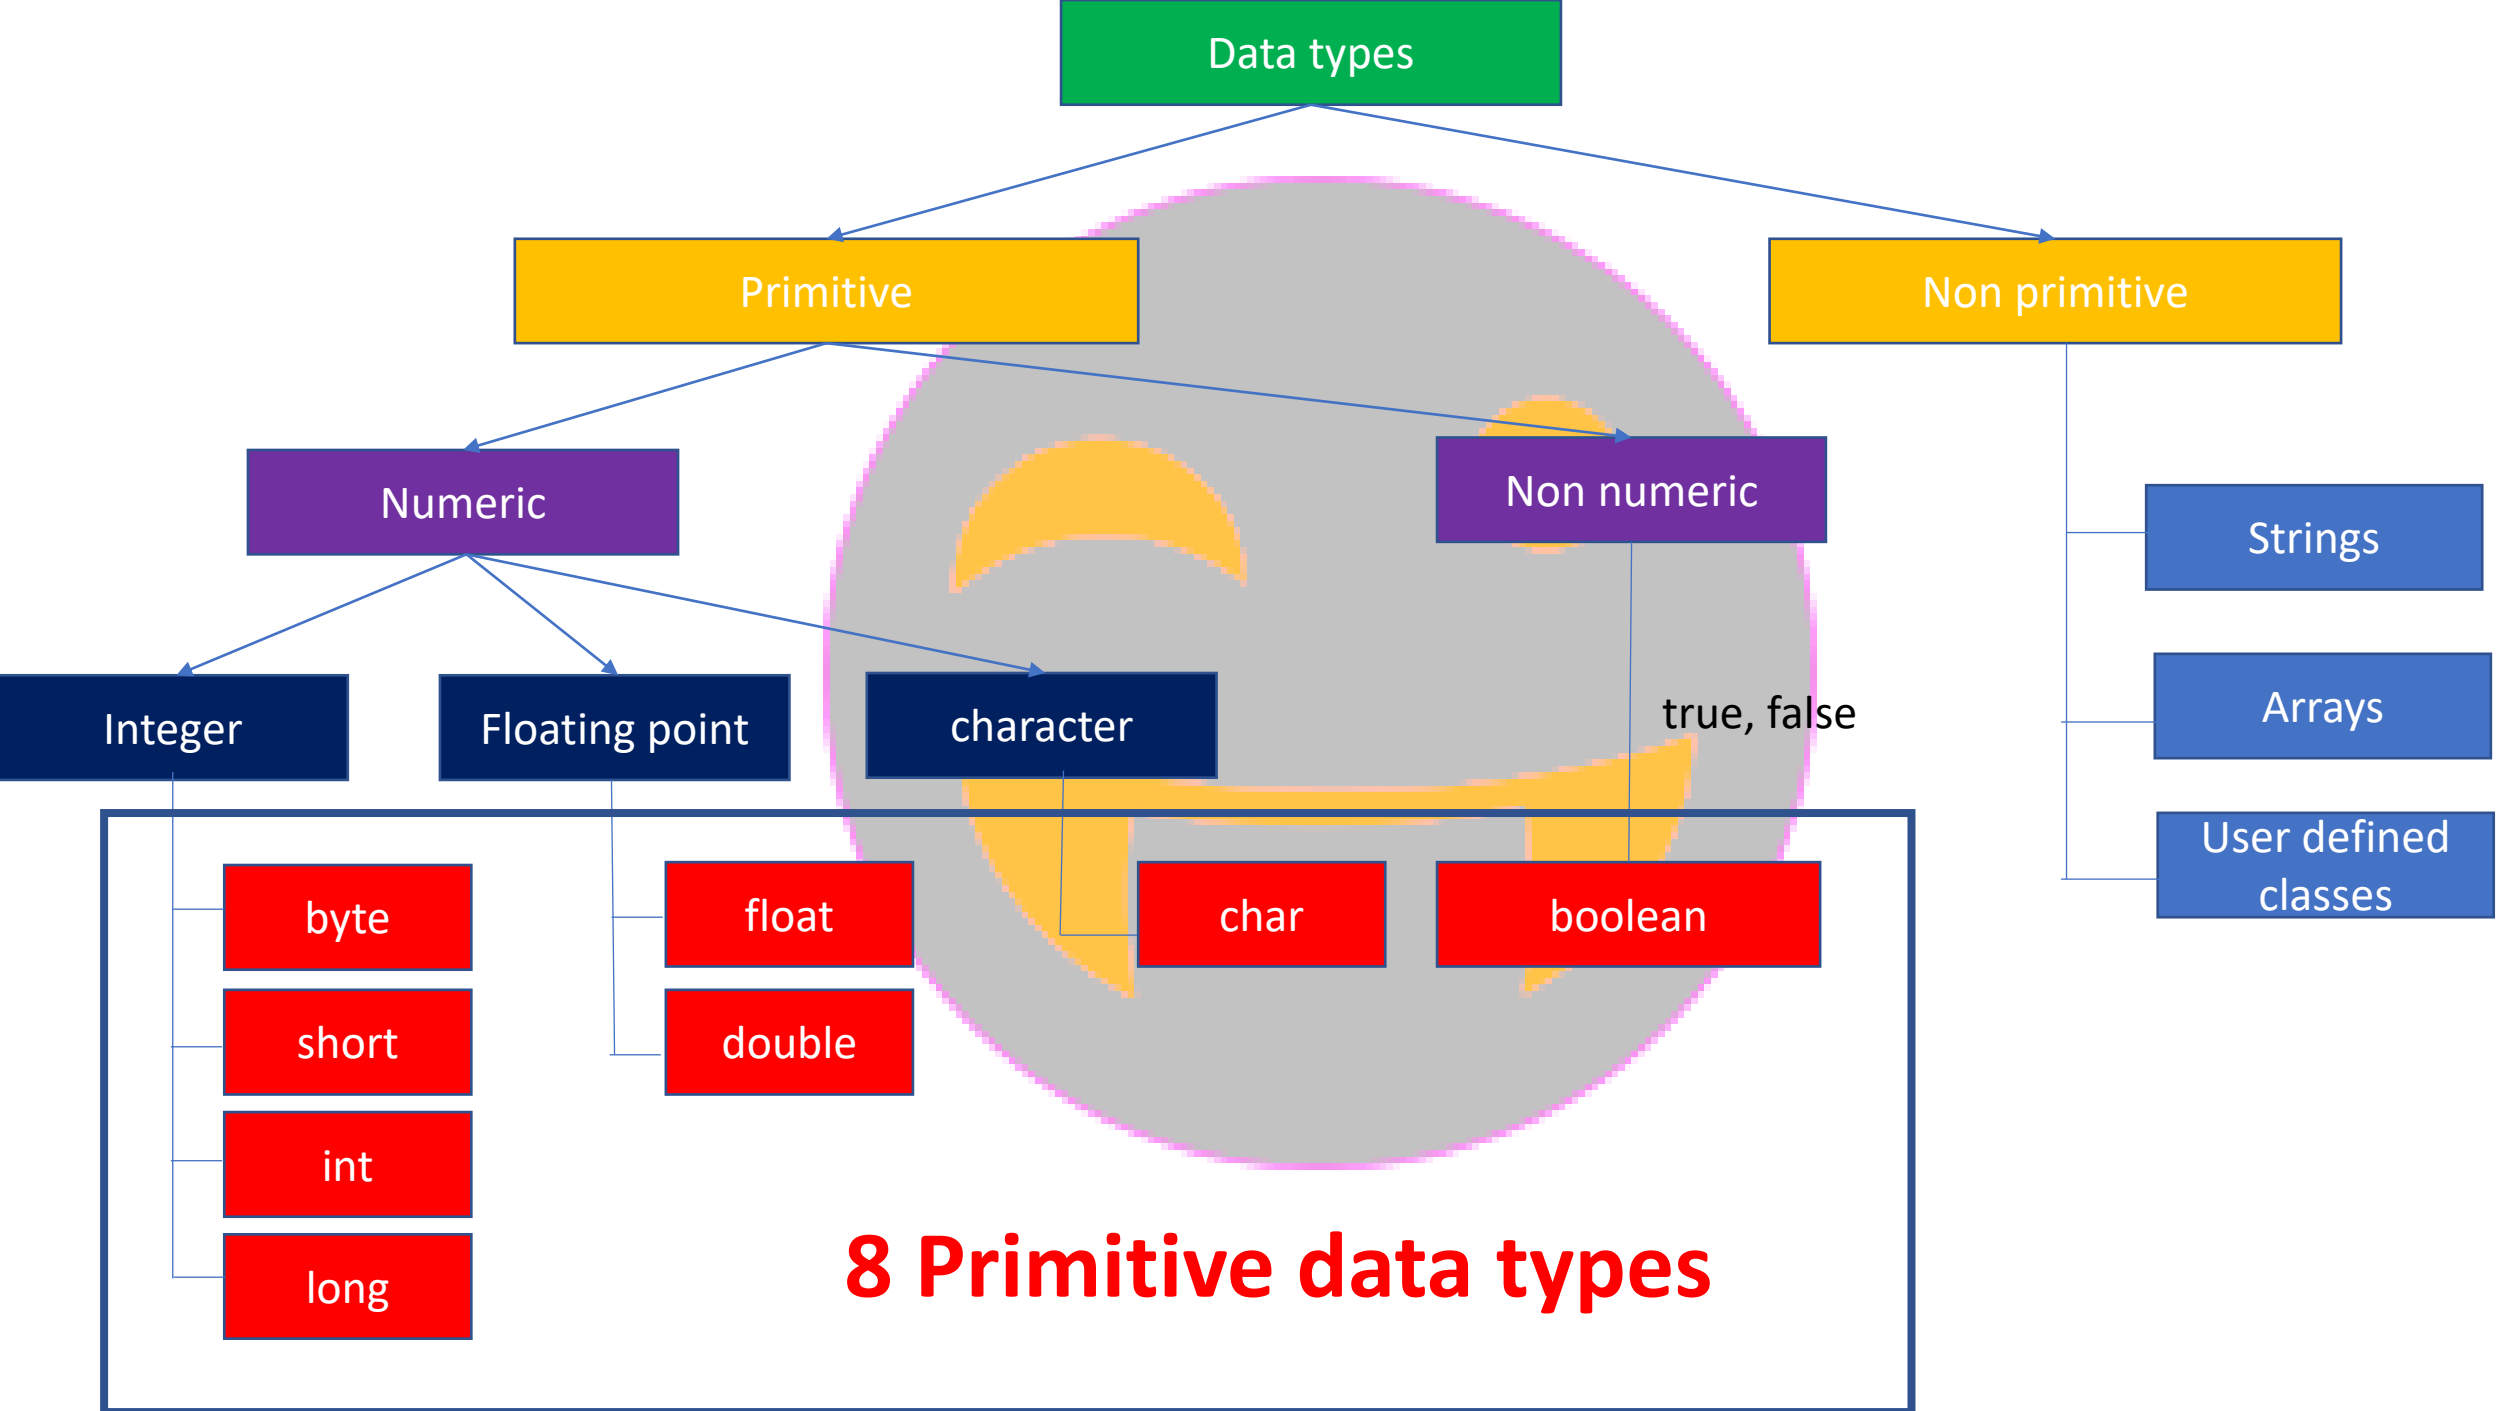 Data types
Primitive
Non primitive
Numeric
Non numeric
Strings
Integer
Floating point
character
true, false
Arrays
User defined
classes
byte
float
char
boolean
short
double
int
long
8 Primitive data types